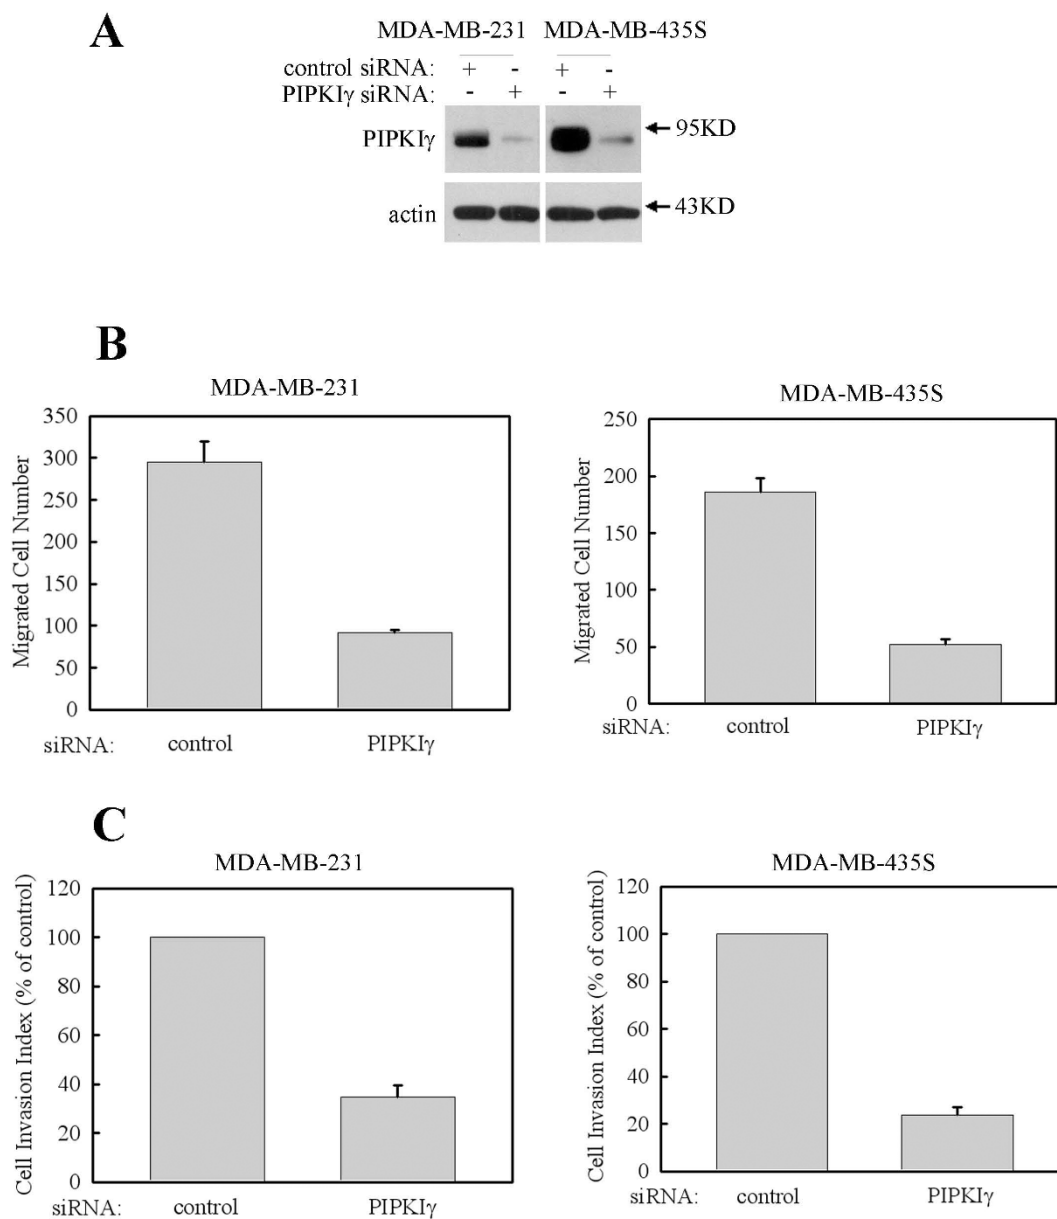 A
MDA-MB-231 MDA-MB-435S
control siRNA: + - + -
PIPKIγ siRNA: - + - +
PIPKIγ
95KD
actin
43KD
B
MDA-MB-231
Migrated Cell Number
350
300
250
200
150
100
50
0
siRNA: control PIPKIγ
MDA-MB-435S
Migrated Cell Number
250
200
150
100
50
0
siRNA: control PIPKIγ
C
MDA-MB-231
Cell Invasion Index (% of control)
120
100
80
60
40
20
0
siRNA: control PIPKIγ
MDA-MB-435S
Cell Invasion Index (% of control)
120
100
80
60
40
20
0
siRNA: control PIPKIγ